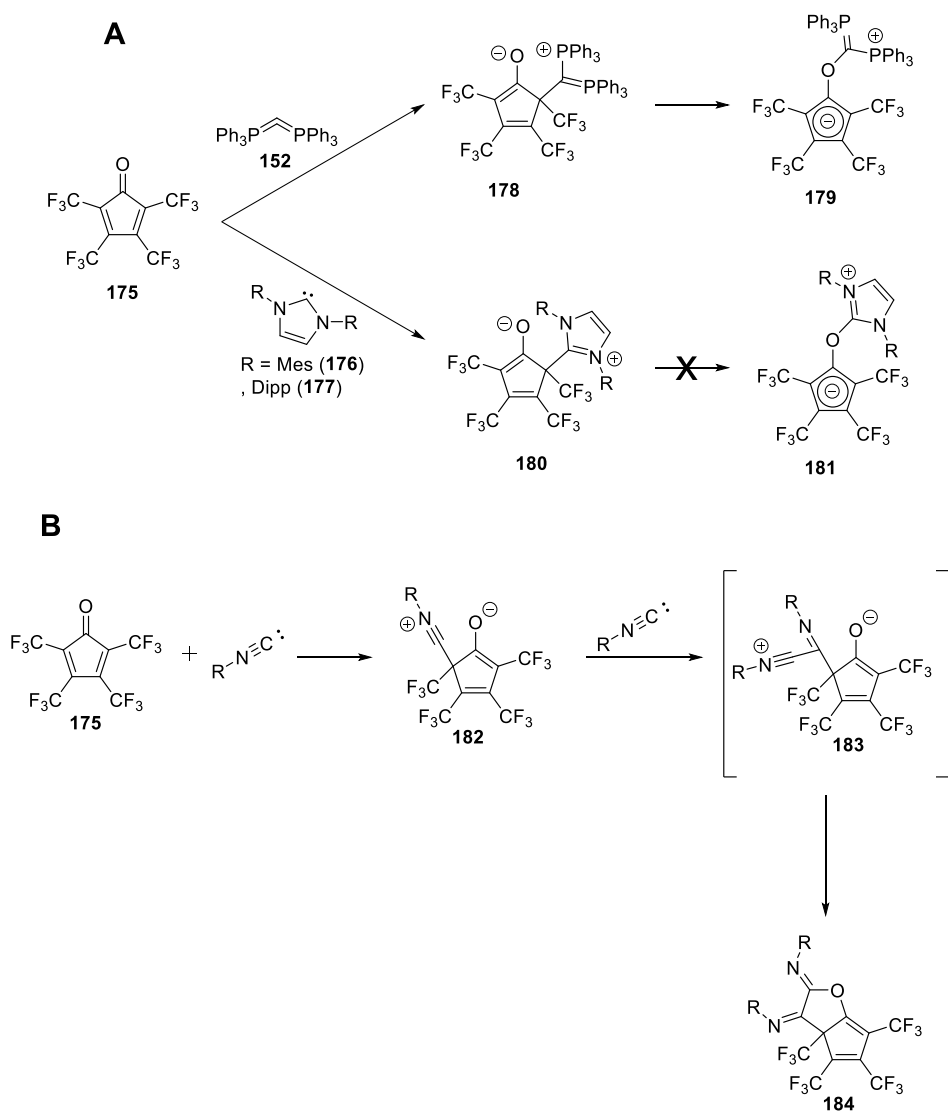 A
O
F3C
CF3
F3C
CF3
175
Ph3P
PPh3
152
R
N
N
R
R = Mes (176)
, Dipp (177)
⊖
O
⊕
PPh3
PPh3
F3C
CF3
F3C
CF3
178
Ph3P
⊕
PPh3
O
F3C
CF3
⊖
F3C
CF3
179
⊖
O
R
N
N
⊕
R
F3C
CF3
F3C
CF3
180
X
R
⊕
N
N
R
O
F3C
CF3
⊖
F3C
CF3
181
B
O
F3C
CF3
F3C
CF3
175
+
R
N
C
R
N
⊕
O
⊖
F3C
CF3
F3C
CF3
182
R
N
C
R
N
⊕
N
R
O
⊖
F3C
CF3
F3C
CF3
183
R
N
R
N
O
F3C
CF3
F3C
CF3
184